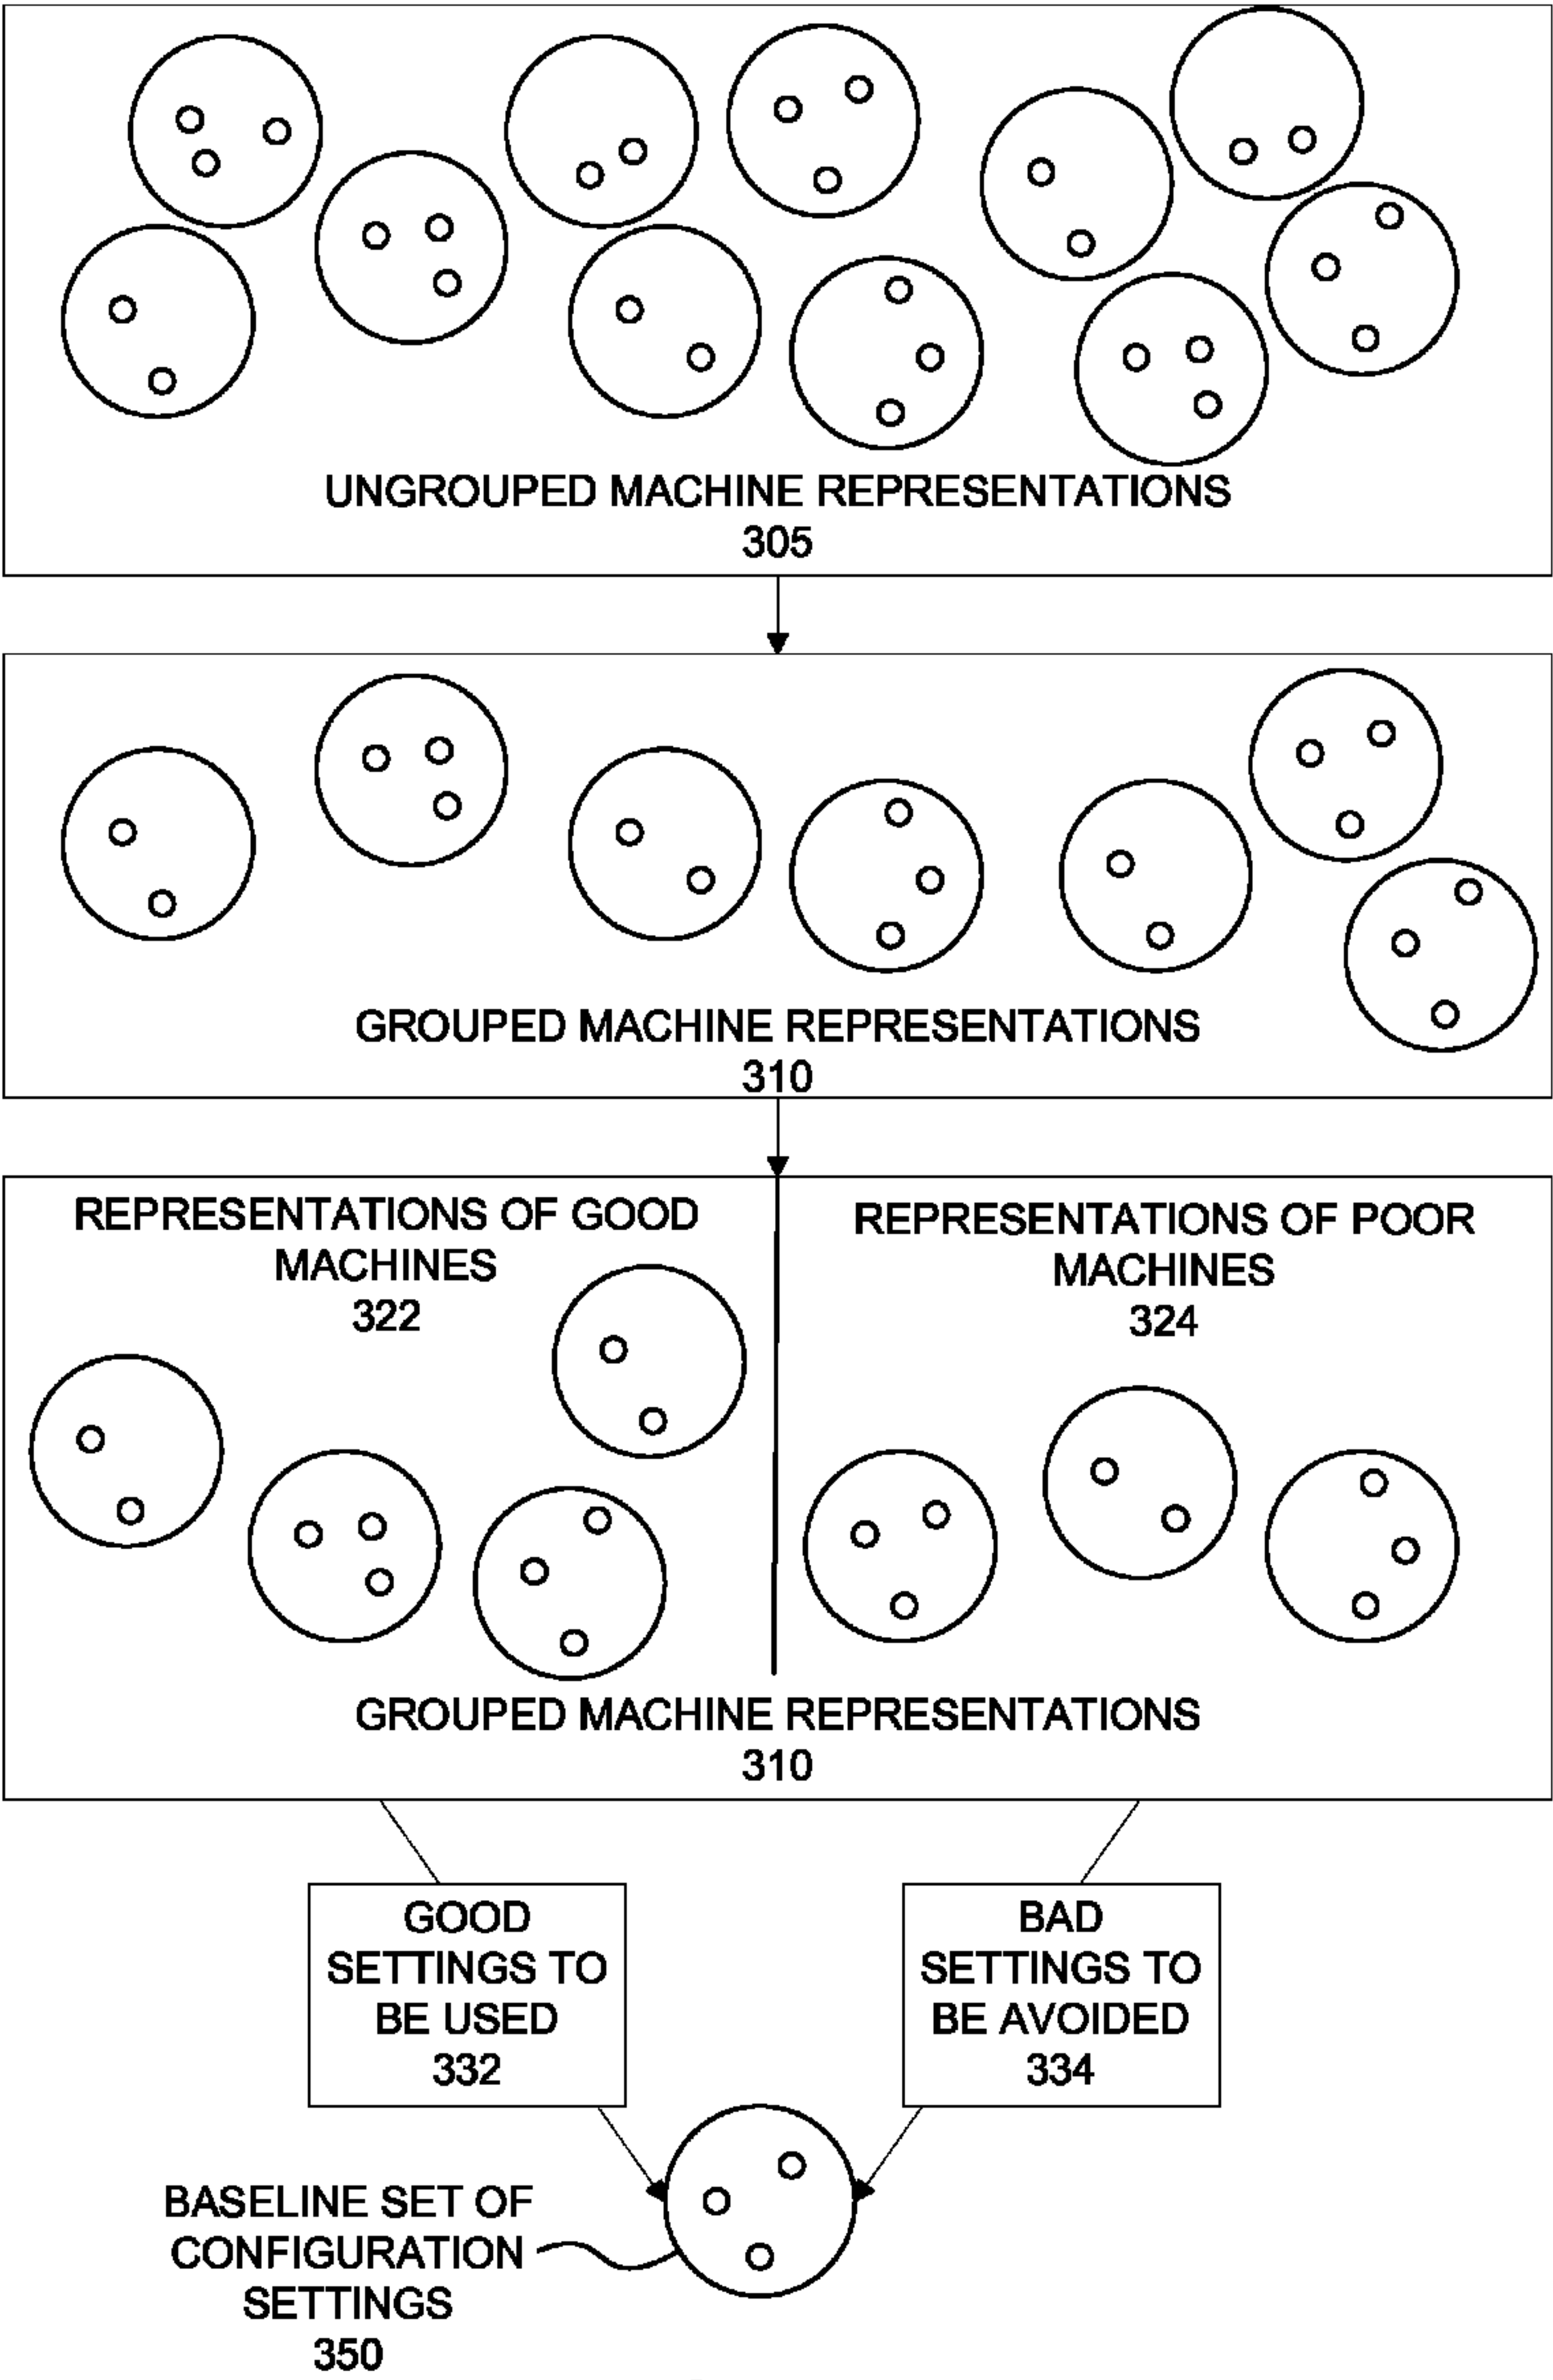 UNGROUPED MACHINE REPRESENTATIONS
305
GROUPED MACHINE REPRESENTATIONS
310
REPRESENTATIONS OF GOOD
MACHINES
322
REPRESENTATIONS OF POOR
MACHINES
324
GROUPED MACHINE REPRESENTATIONS
310
GOOD
SETTINGS TO
BE USED
332
BAD
SETTINGS TO
BE AVOIDED
334
BASELINE SET OF
CONFIGURATION
SETTINGS
350